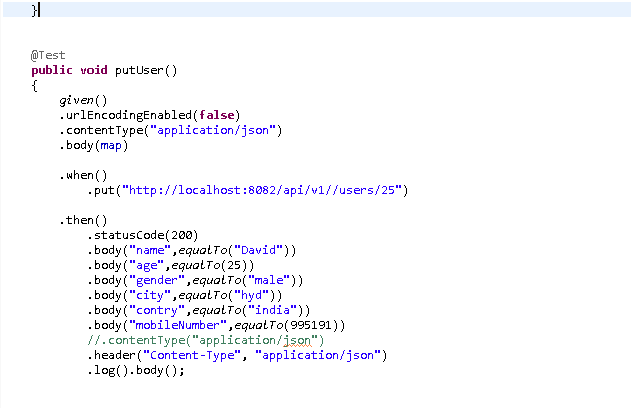 }
@Test
public void putUser()
{
given()
.urlEncodingEnabled(false)
.contentType("application/json")
.body(map)
.when()
.put("http://localhost:8082/api/v1//users/25")
.then()
.statusCode(200)
.body("name",equalTo("David"))
.body("age",equalTo(25))
.body("gender",equalTo("male"))
.body("city",equalTo("hyd"))
.body("contry",equalTo("india"))
.body("mobileNumber",equalTo(995191))
//.contentType("application/json")
.header("Content-Type", "application/json")
.log().body();